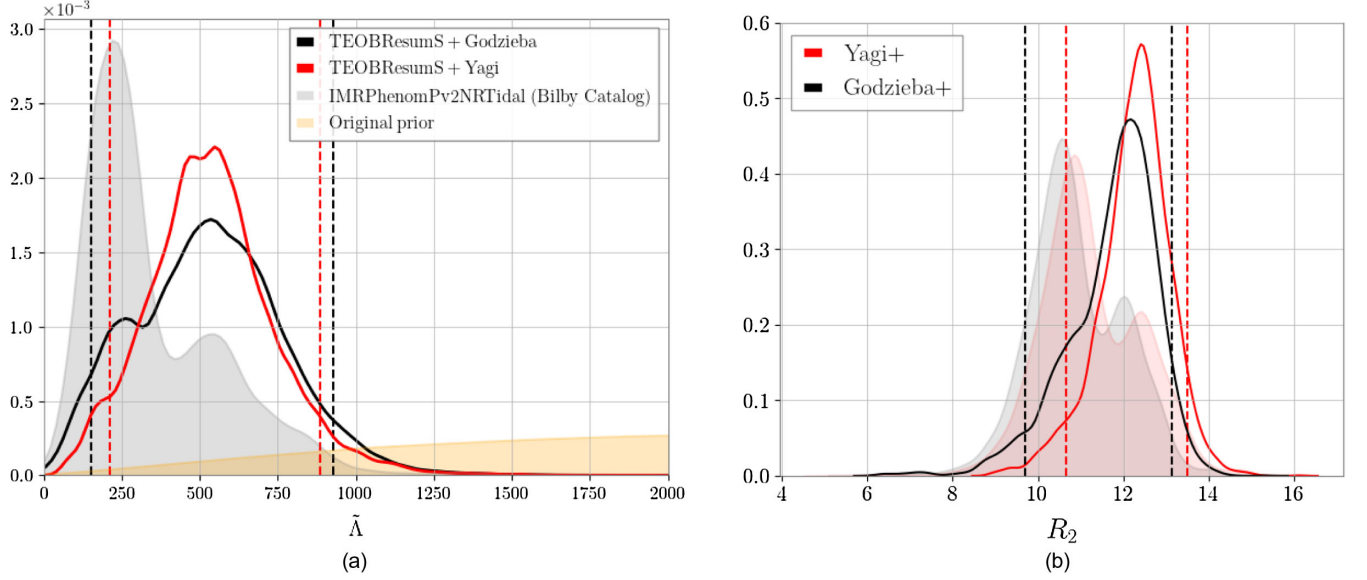 ×10⁻³
3.0
2.5
2.0
1.5
1.0
0.5
0.0
0 250 500 750 1000 1250 1500 1750 2000
Λ̃
(a)
TEOBResumS + Godzieba
TEOBResumS + Yagi
IMRPhenomPv2NRTidal (Bilby Catalog)
Original prior
0.6
0.5
0.4
0.3
0.2
0.1
0.0
4 6 8 10 12 14 16
R₂
(b)
Yagi+
Godzieba+